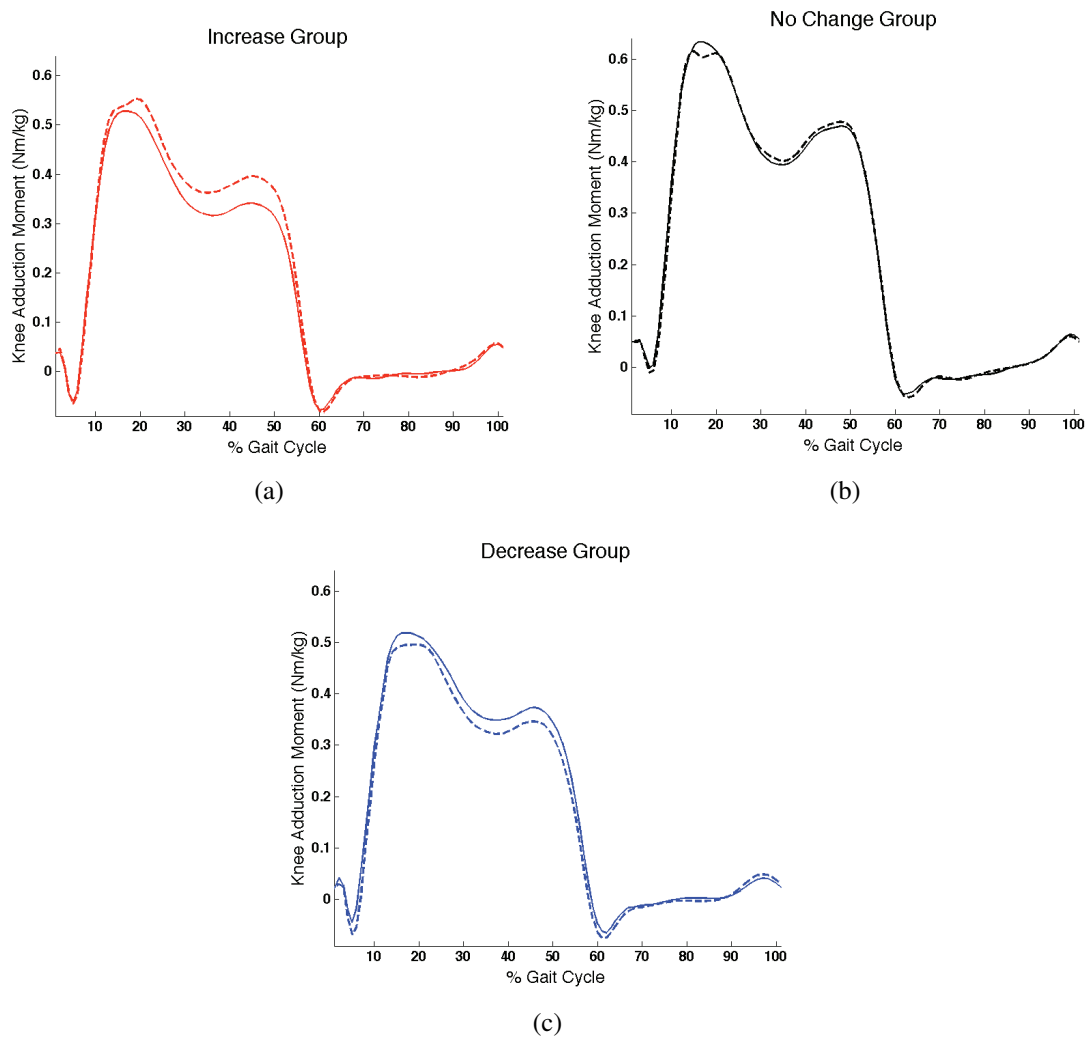 Increase Group
Knee Adduction Moment (Nm/kg)
0.6
0.5
0.4
0.3
0.2
0.1
0
10 20 30 40 50 60 70 80 90 100
% Gait Cycle
(a)
No Change Group
Knee Adduction Moment (Nm/kg)
0.6
0.5
0.4
0.3
0.2
0.1
0
10 20 30 40 50 60 70 80 90 100
% Gait Cycle
(b)
Decrease Group
Knee Adduction Moment (Nm/kg)
0.6
0.5
0.4
0.3
0.2
0.1
0
10 20 30 40 50 60 70 80 90 100
% Gait Cycle
(c)